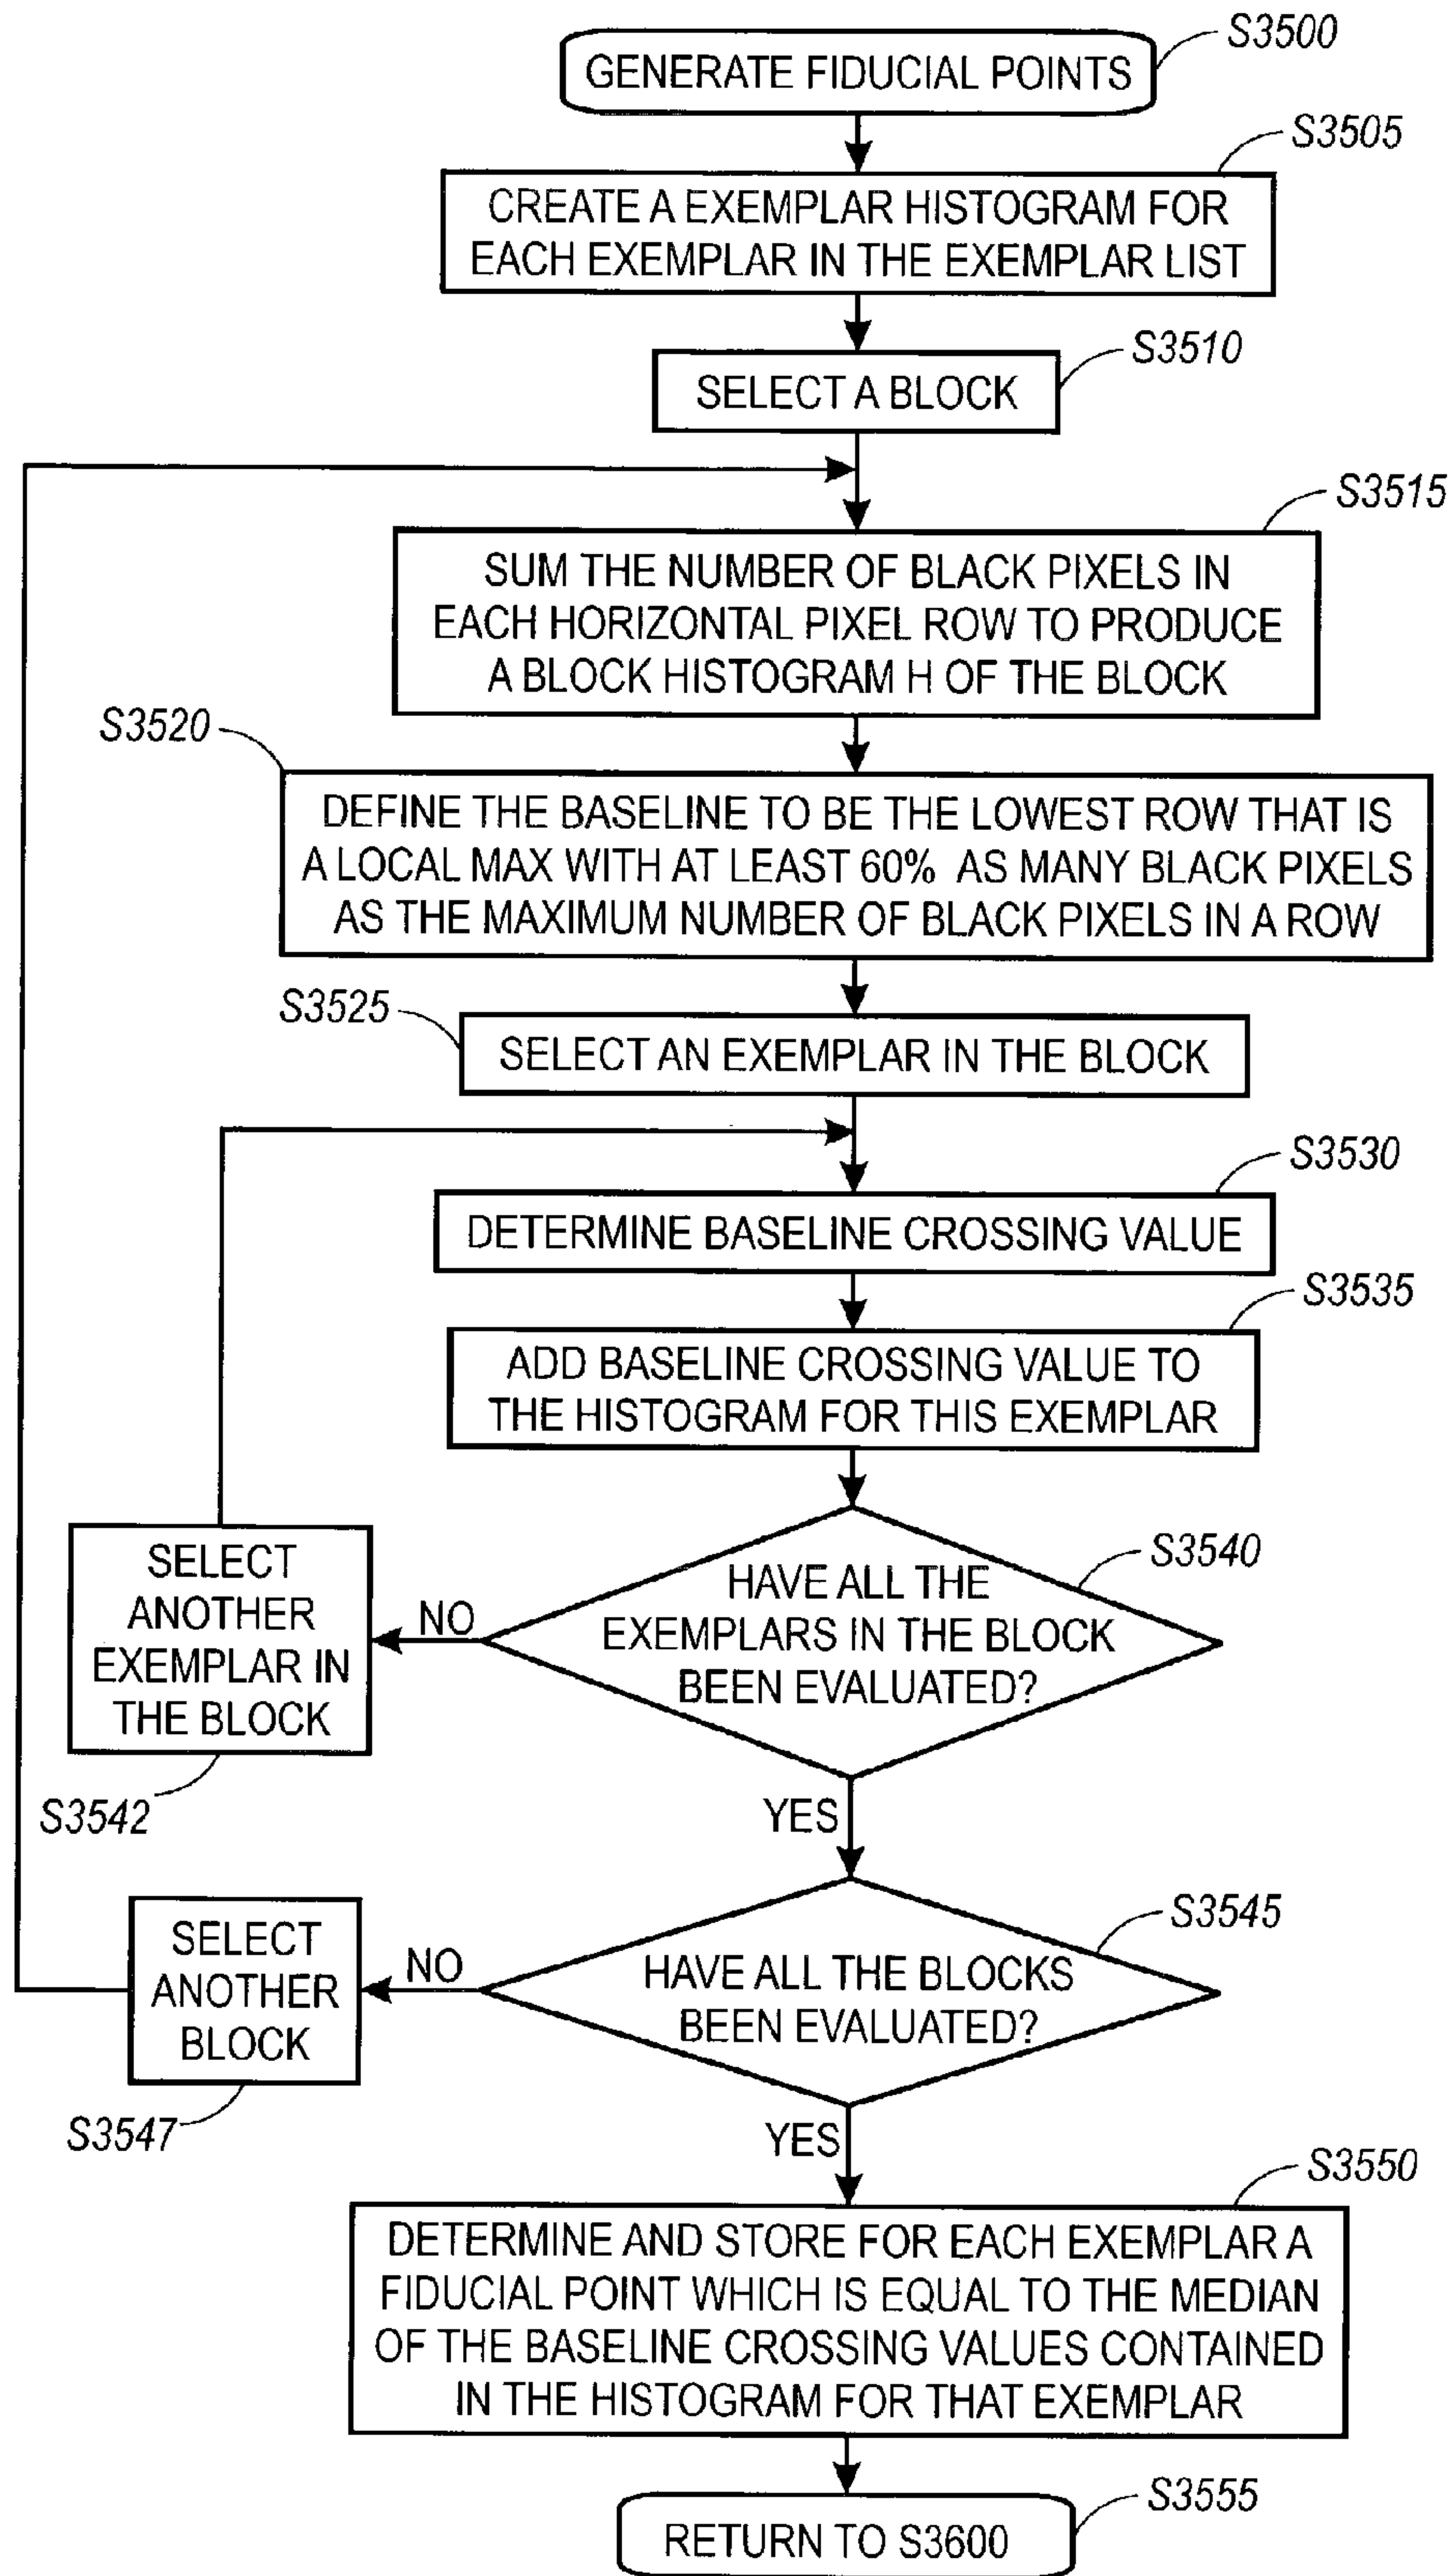 S3500
GENERATE FIDUCIAL POINTS
S3505
CREATE A EXEMPLAR HISTOGRAM FOR
EACH EXEMPLAR IN THE EXEMPLAR LIST
S3510
SELECT A BLOCK
S3515
SUM THE NUMBER OF BLACK PIXELS IN
EACH HORIZONTAL PIXEL ROW TO PRODUCE
A BLOCK HISTOGRAM H OF THE BLOCK
S3520
DEFINE THE BASELINE TO BE THE LOWEST ROW THAT IS
A LOCAL MAX WITH AT LEAST 60% AS MANY BLACK PIXELS
AS THE MAXIMUM NUMBER OF BLACK PIXELS IN A ROW
S3525
SELECT AN EXEMPLAR IN THE BLOCK
S3530
DETERMINE BASELINE CROSSING VALUE
S3535
ADD BASELINE CROSSING VALUE TO
THE HISTOGRAM FOR THIS EXEMPLAR
S3540
HAVE ALL THE
EXEMPLARS IN THE BLOCK
BEEN EVALUATED?
NO
SELECT
ANOTHER
EXEMPLAR IN
THE BLOCK
S3542
YES
S3545
HAVE ALL THE BLOCKS
BEEN EVALUATED?
NO
SELECT
ANOTHER
BLOCK
S3547
YES
S3550
DETERMINE AND STORE FOR EACH EXEMPLAR A
FIDUCIAL POINT WHICH IS EQUAL TO THE MEDIAN
OF THE BASELINE CROSSING VALUES CONTAINED
IN THE HISTOGRAM FOR THAT EXEMPLAR
S3555
RETURN TO S3600